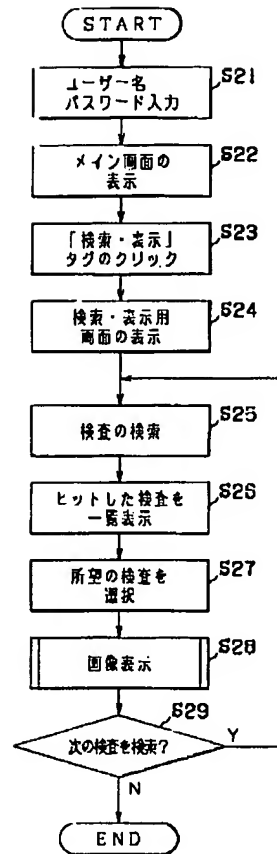 START
S21
ユーザー名
パスワード入力
S22
メイン画面の
表示
S23
「検索・表示」
タグのクリック
S24
検索・表示用
画面の表示
S25
検査の検索
S26
ヒットした検査を
一覧表示
S27
所望の検査を
選択
S28
画像表示
S29
次の検査を検索?
Y
N
END